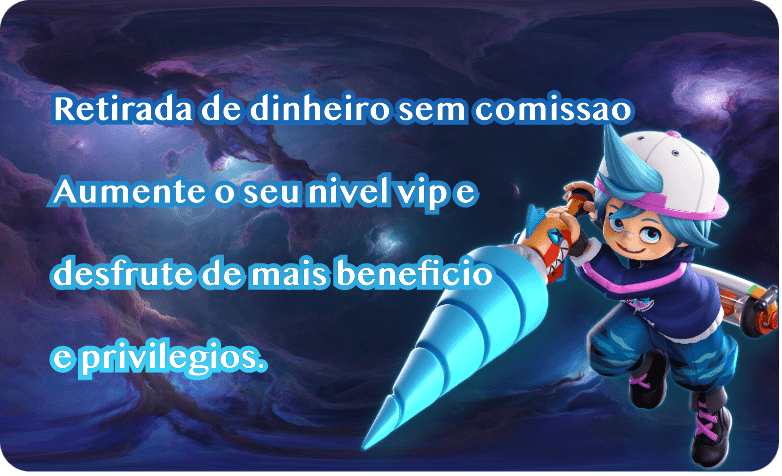 Retirada de dinheiro sem comissao
Aumente o seu nivel vip e
desfrute de mais beneficio
e privilegios.